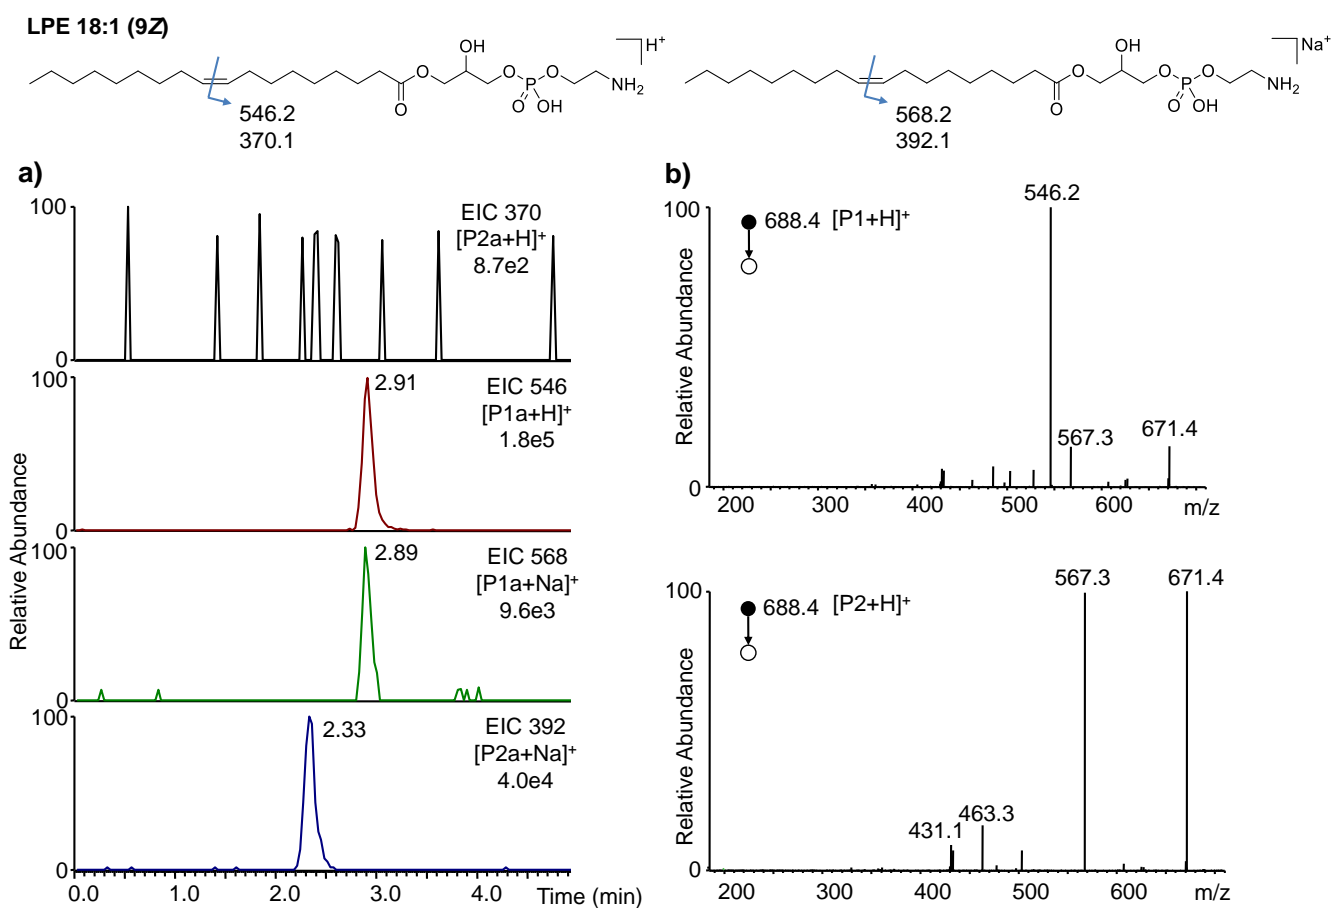 LPE 18:1 (9Z)
OH
H⁺
O
O
O
P
O
NH₂
O
OH
546.2
370.1
OH
Na⁺
O
O
O
P
O
NH₂
O
OH
568.2
392.1
a)
100
EIC 370
[P2a+H]⁺
8.7e2
0
100
2.91
EIC 546
[P1a+H]⁺
1.8e5
0
100
2.89
EIC 568
[P1a+Na]⁺
9.6e3
0
100
2.33
EIC 392
[P2a+Na]⁺
4.0e4
0
0.0 1.0 2.0 3.0 4.0 Time (min)
Relative Abundance
b)
546.2
100
688.4 [P1+H]⁺
671.4
567.3
0
200 300 400 500 600 m/z
Relative Abundance
567.3 671.4
100
688.4 [P2+H]⁺
463.3
431.1
0
200 300 400 500 600 m/z
Relative Abundance